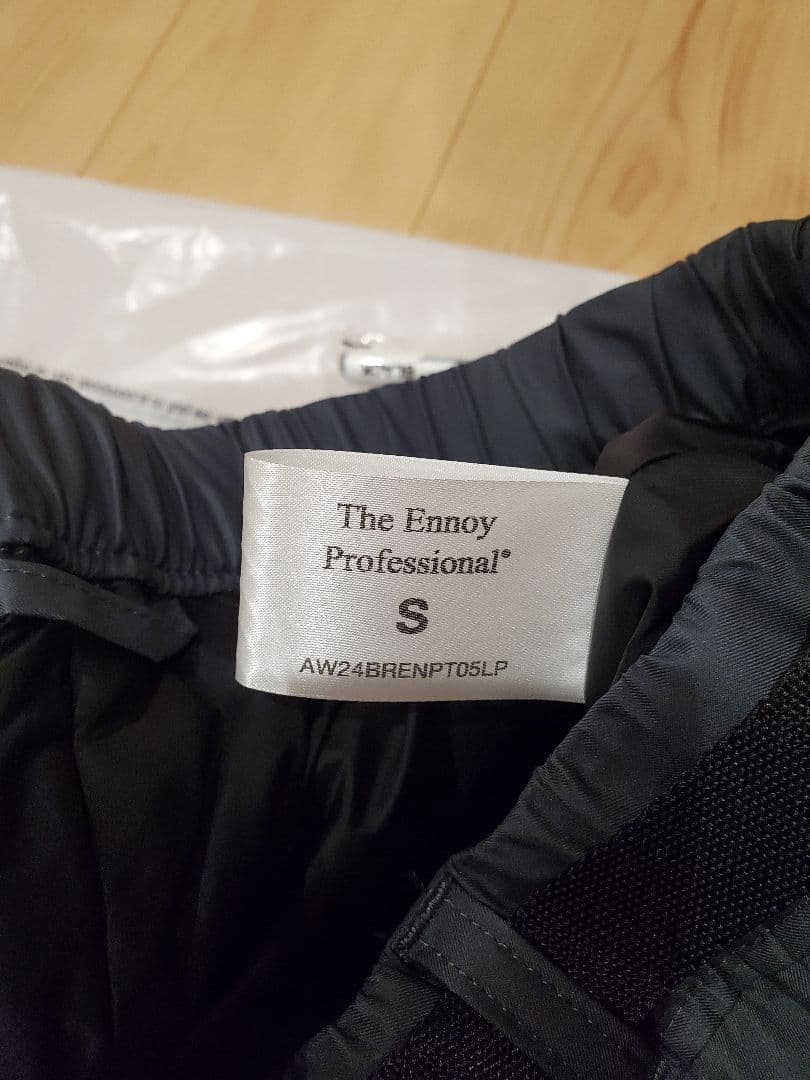 The Ennoy
Professional®
S
AW24BRENPT05LP